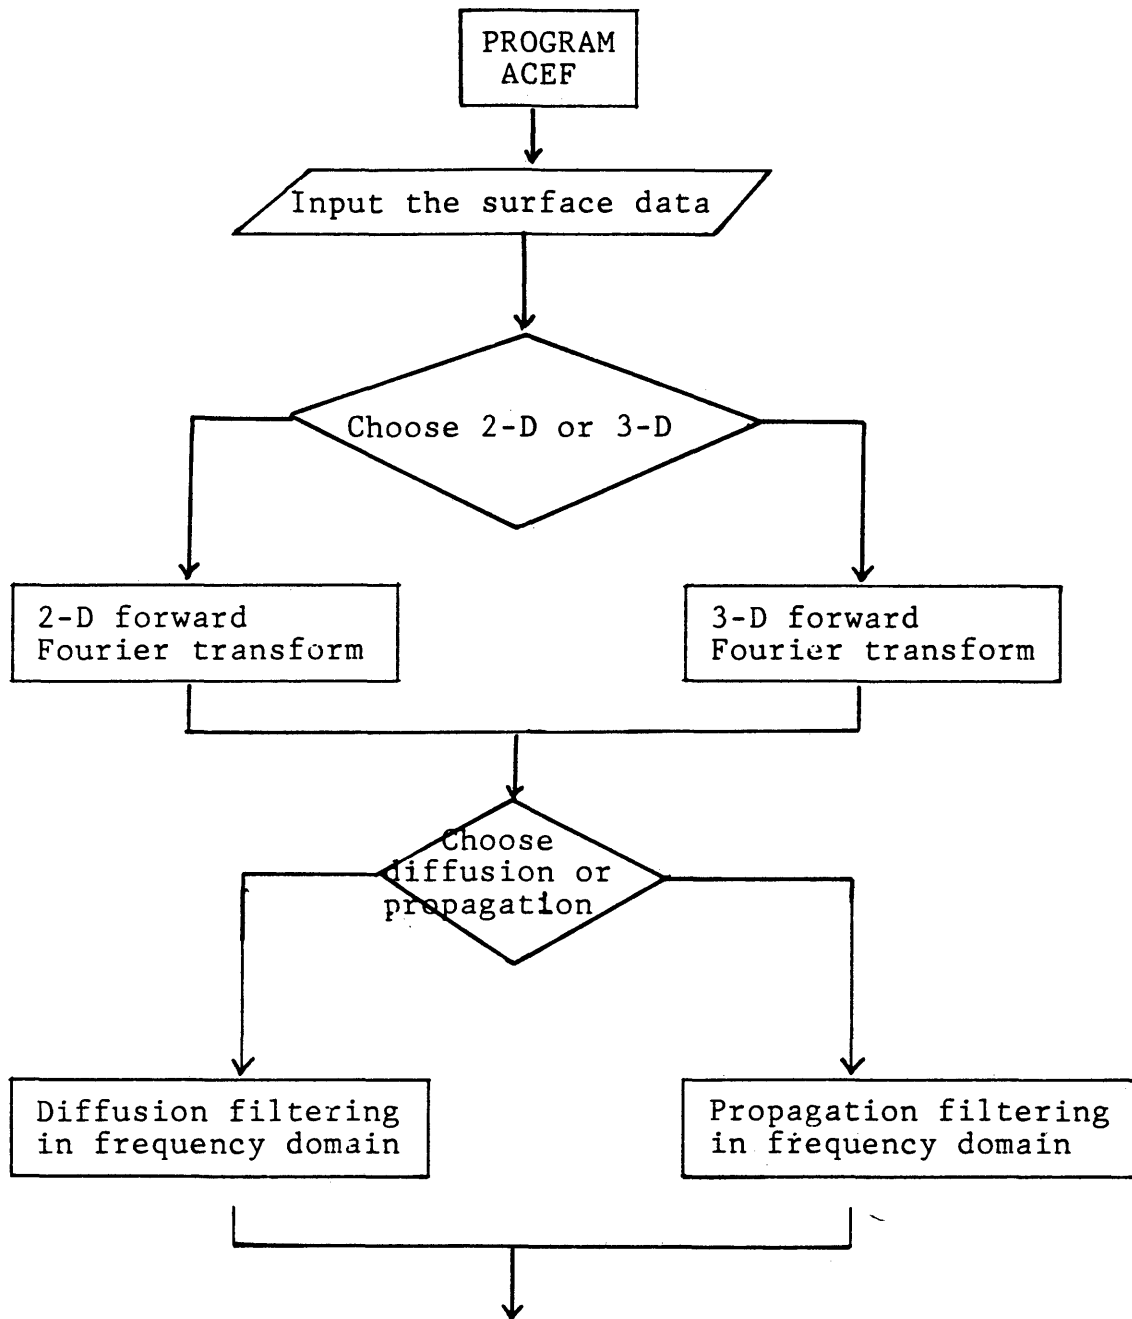 PROGRAM
ACEF
Input the surface data
Choose 2-D or 3-D
2-D forward
Fourier transform
3-D forward
Fourier transform
Choose
diffusion or
propagation
Diffusion filtering
in frequency domain
Propagation filtering
in frequency domain